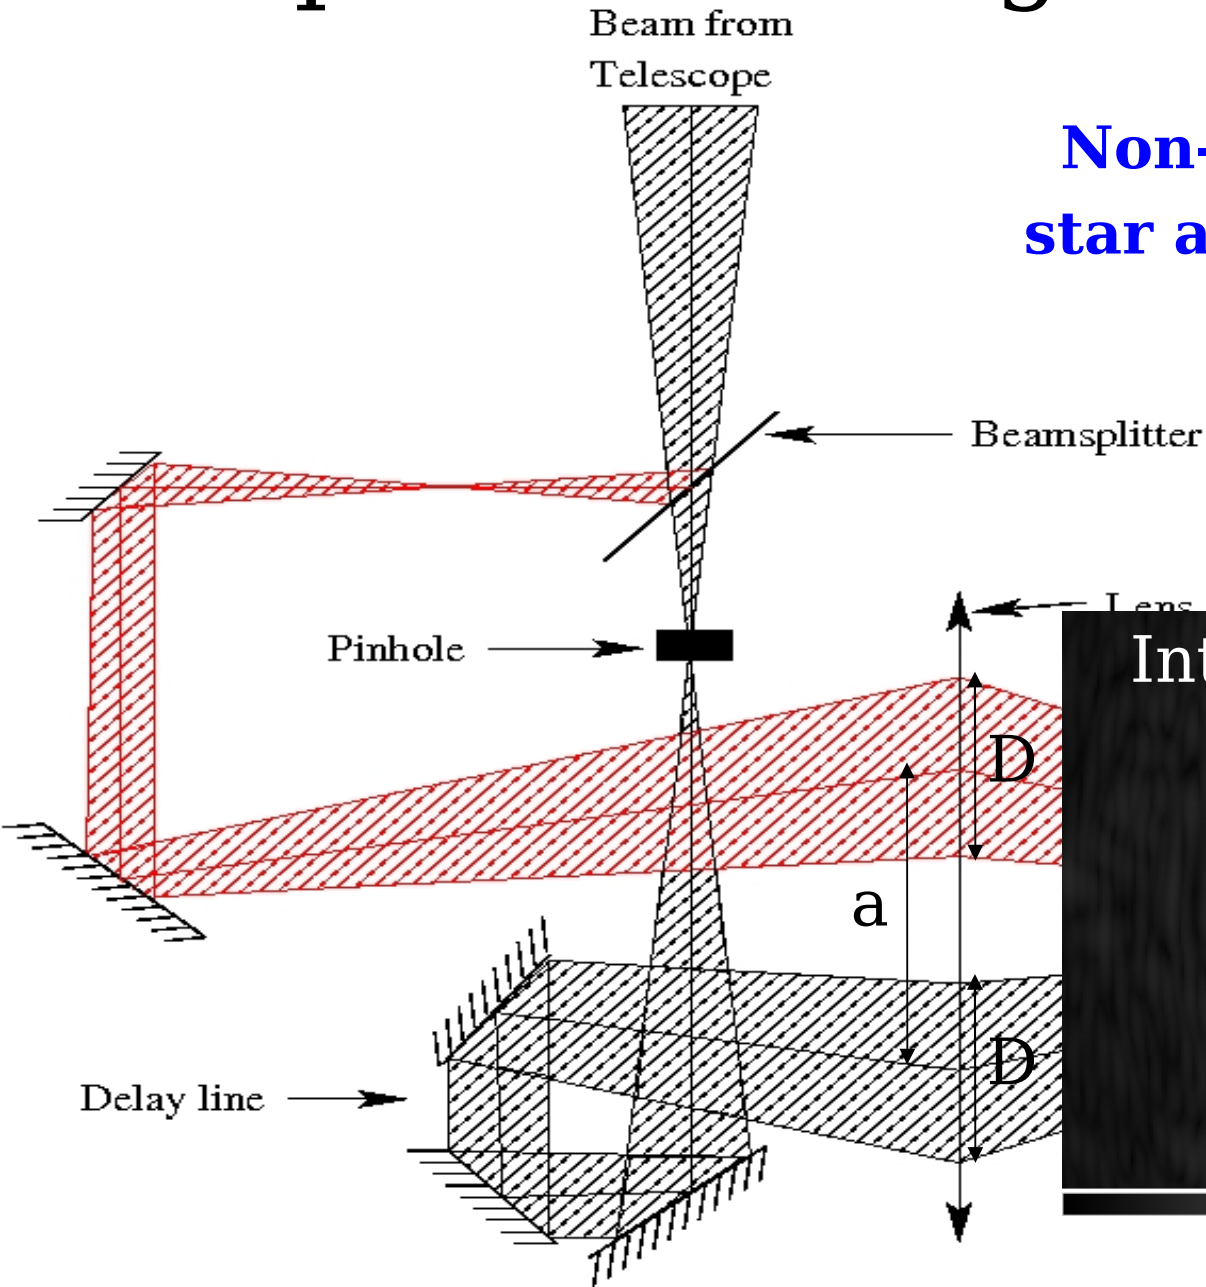 Beam from
Telescope
Non-
star a
Beamsplitter
Lens
Pinhole
Int
D
a
D
Delay line